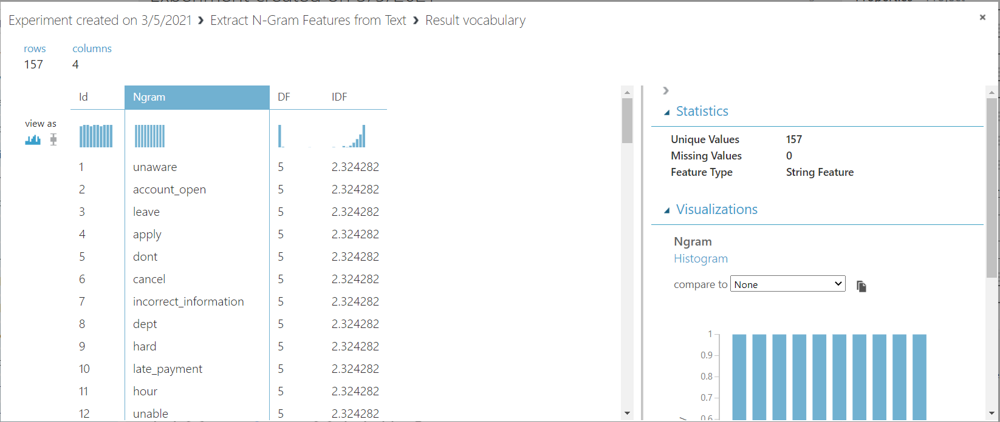 Experiment created on 3/5/2021 › Extract N-Gram Features from Text › Result vocabulary
rows columns
157 4
Id Ngram DF IDF
view as
1 unaware 5 2.324282
2 account_open 5 2.324282
3 leave 5 2.324282
4 apply 5 2.324282
5 dont 5 2.324282
6 cancel 5 2.324282
7 incorrect_information 5 2.324282
8 dept 5 2.324282
9 hard 5 2.324282
10 late_payment 5 2.324282
11 hour 5 2.324282
12 unable 5 2.324282
Statistics
Unique Values 157
Missing Values 0
Feature Type String Feature
Visualizations
Ngram
Histogram
compare to None
1
0.9
0.8
0.7
0.6